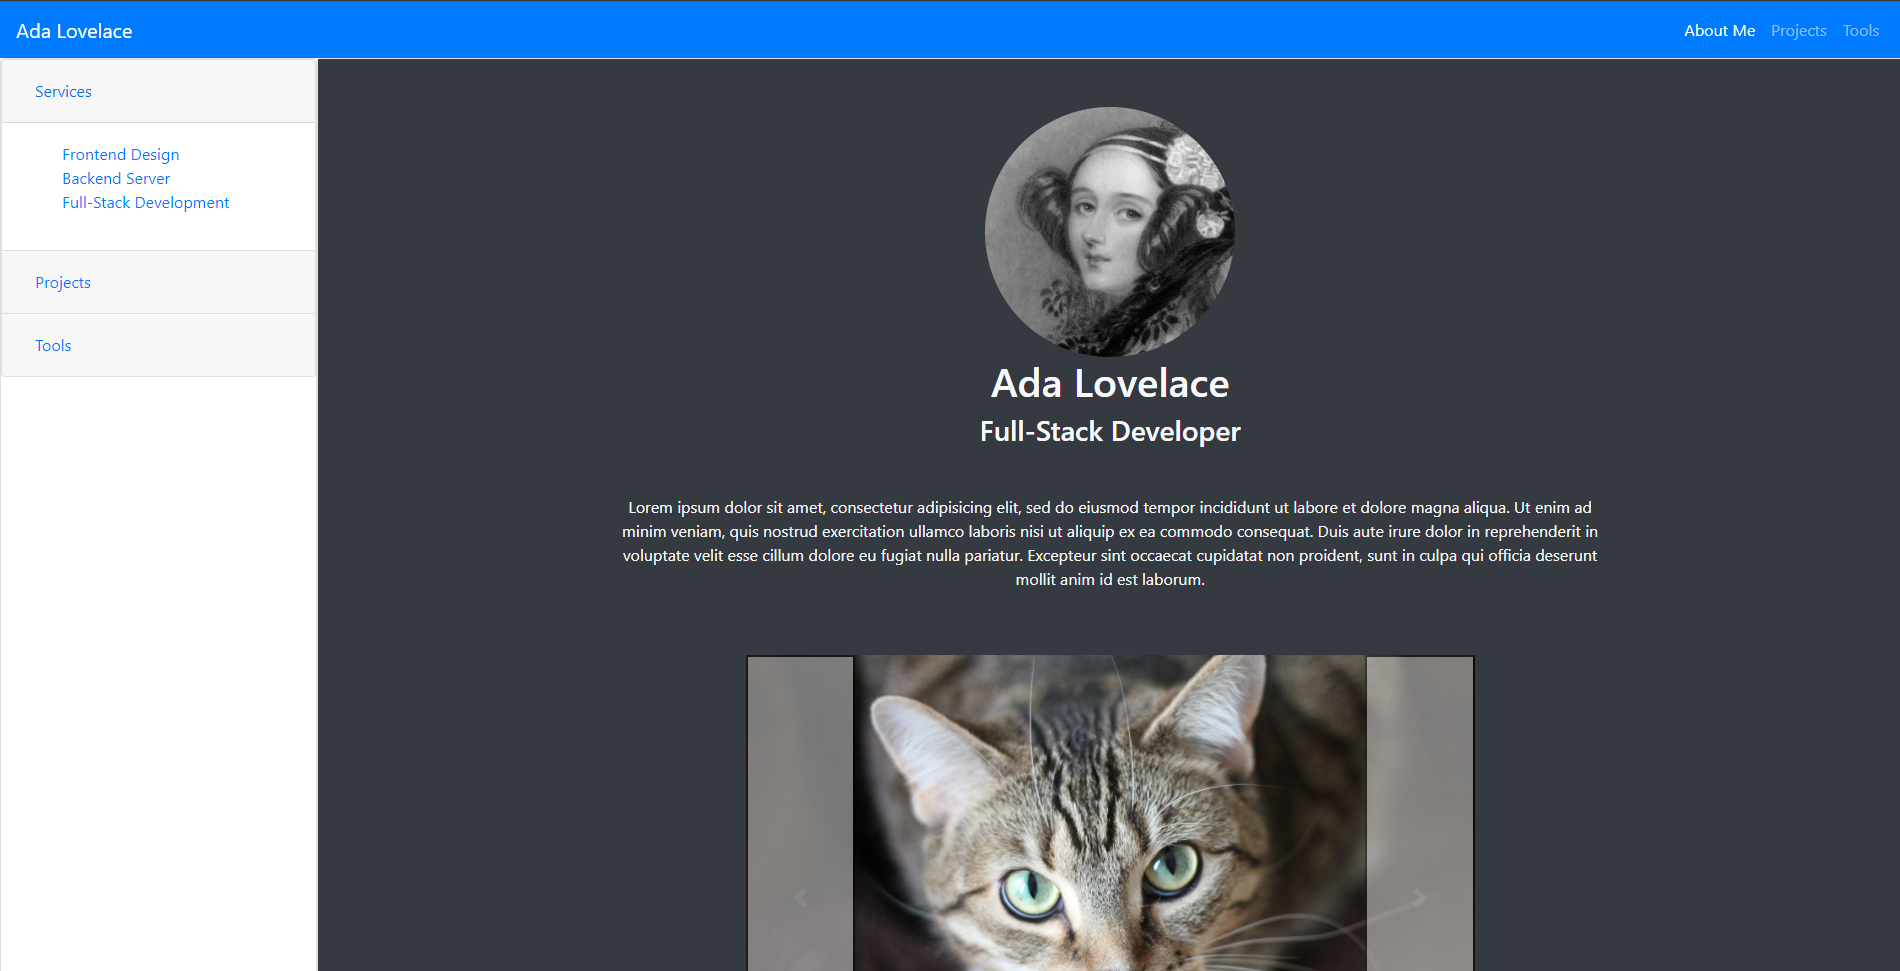 Ada Lovelace
About Me Projects Tools
Services
Frontend Design
Backend Server
Full-Stack Development
Projects
Tools
Ada Lovelace
Full-Stack Developer
Lorem ipsum dolor sit amet, consectetur adipisicing elit, sed do eiusmod tempor incididunt ut labore et dolore magna aliqua. Ut enim ad
minim veniam, quis nostrud exercitation ullamco laboris nisi ut aliquip ex ea commodo consequat. Duis aute irure dolor in reprehenderit in
voluptate velit esse cillum dolore eu fugiat nulla pariatur. Excepteur sint occaecat cupidatat non proident, sunt in culpa qui officia deserunt
mollit anim id est laborum.